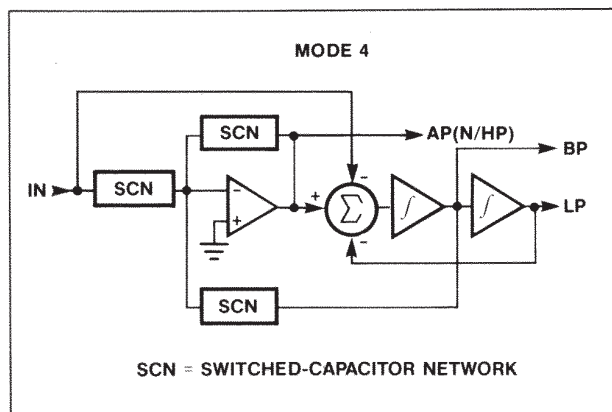 MODE 4
SCN
AP(N/HP)
BP
IN
SCN
−
+
+
−
Σ
−
∫
∫
LP
SCN
SCN = SWITCHED-CAPACITOR NETWORK